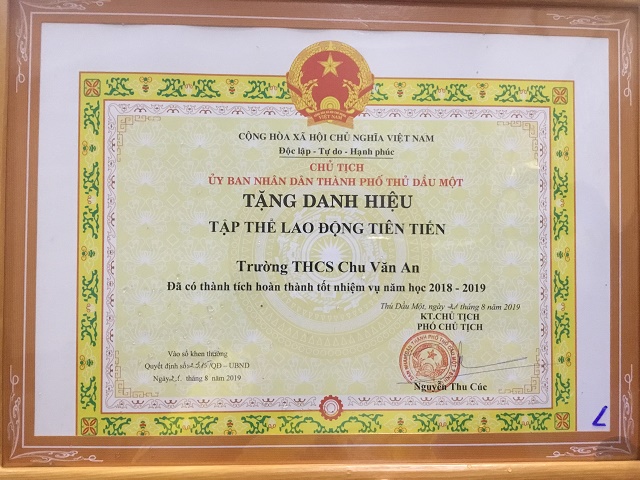 CỘNG HÒA XÃ HỘI CHỦ NGHĨA VIỆT NAM
Độc lập - Tự do - Hạnh phúc
CHỦ TỊCH
ỦY BAN NHÂN DÂN THÀNH PHỐ THỦ DẦU MỘT
TẶNG DANH HIỆU
TẬP THỂ LAO ĐỘNG TIÊN TIẾN
Trường THCS Chu Văn An
Đã có thành tích hoàn thành tốt nhiệm vụ năm học 2018 - 2019
Thủ Dầu Một, ngày tháng 8 năm 2019
KT.CHỦ TỊCH
PHÓ CHỦ TỊCH
Vào sổ khen thưởng
Quyết định số /QĐ – UBND
Ngày tháng 8 năm 2019
Nguyễn Thu Cúc